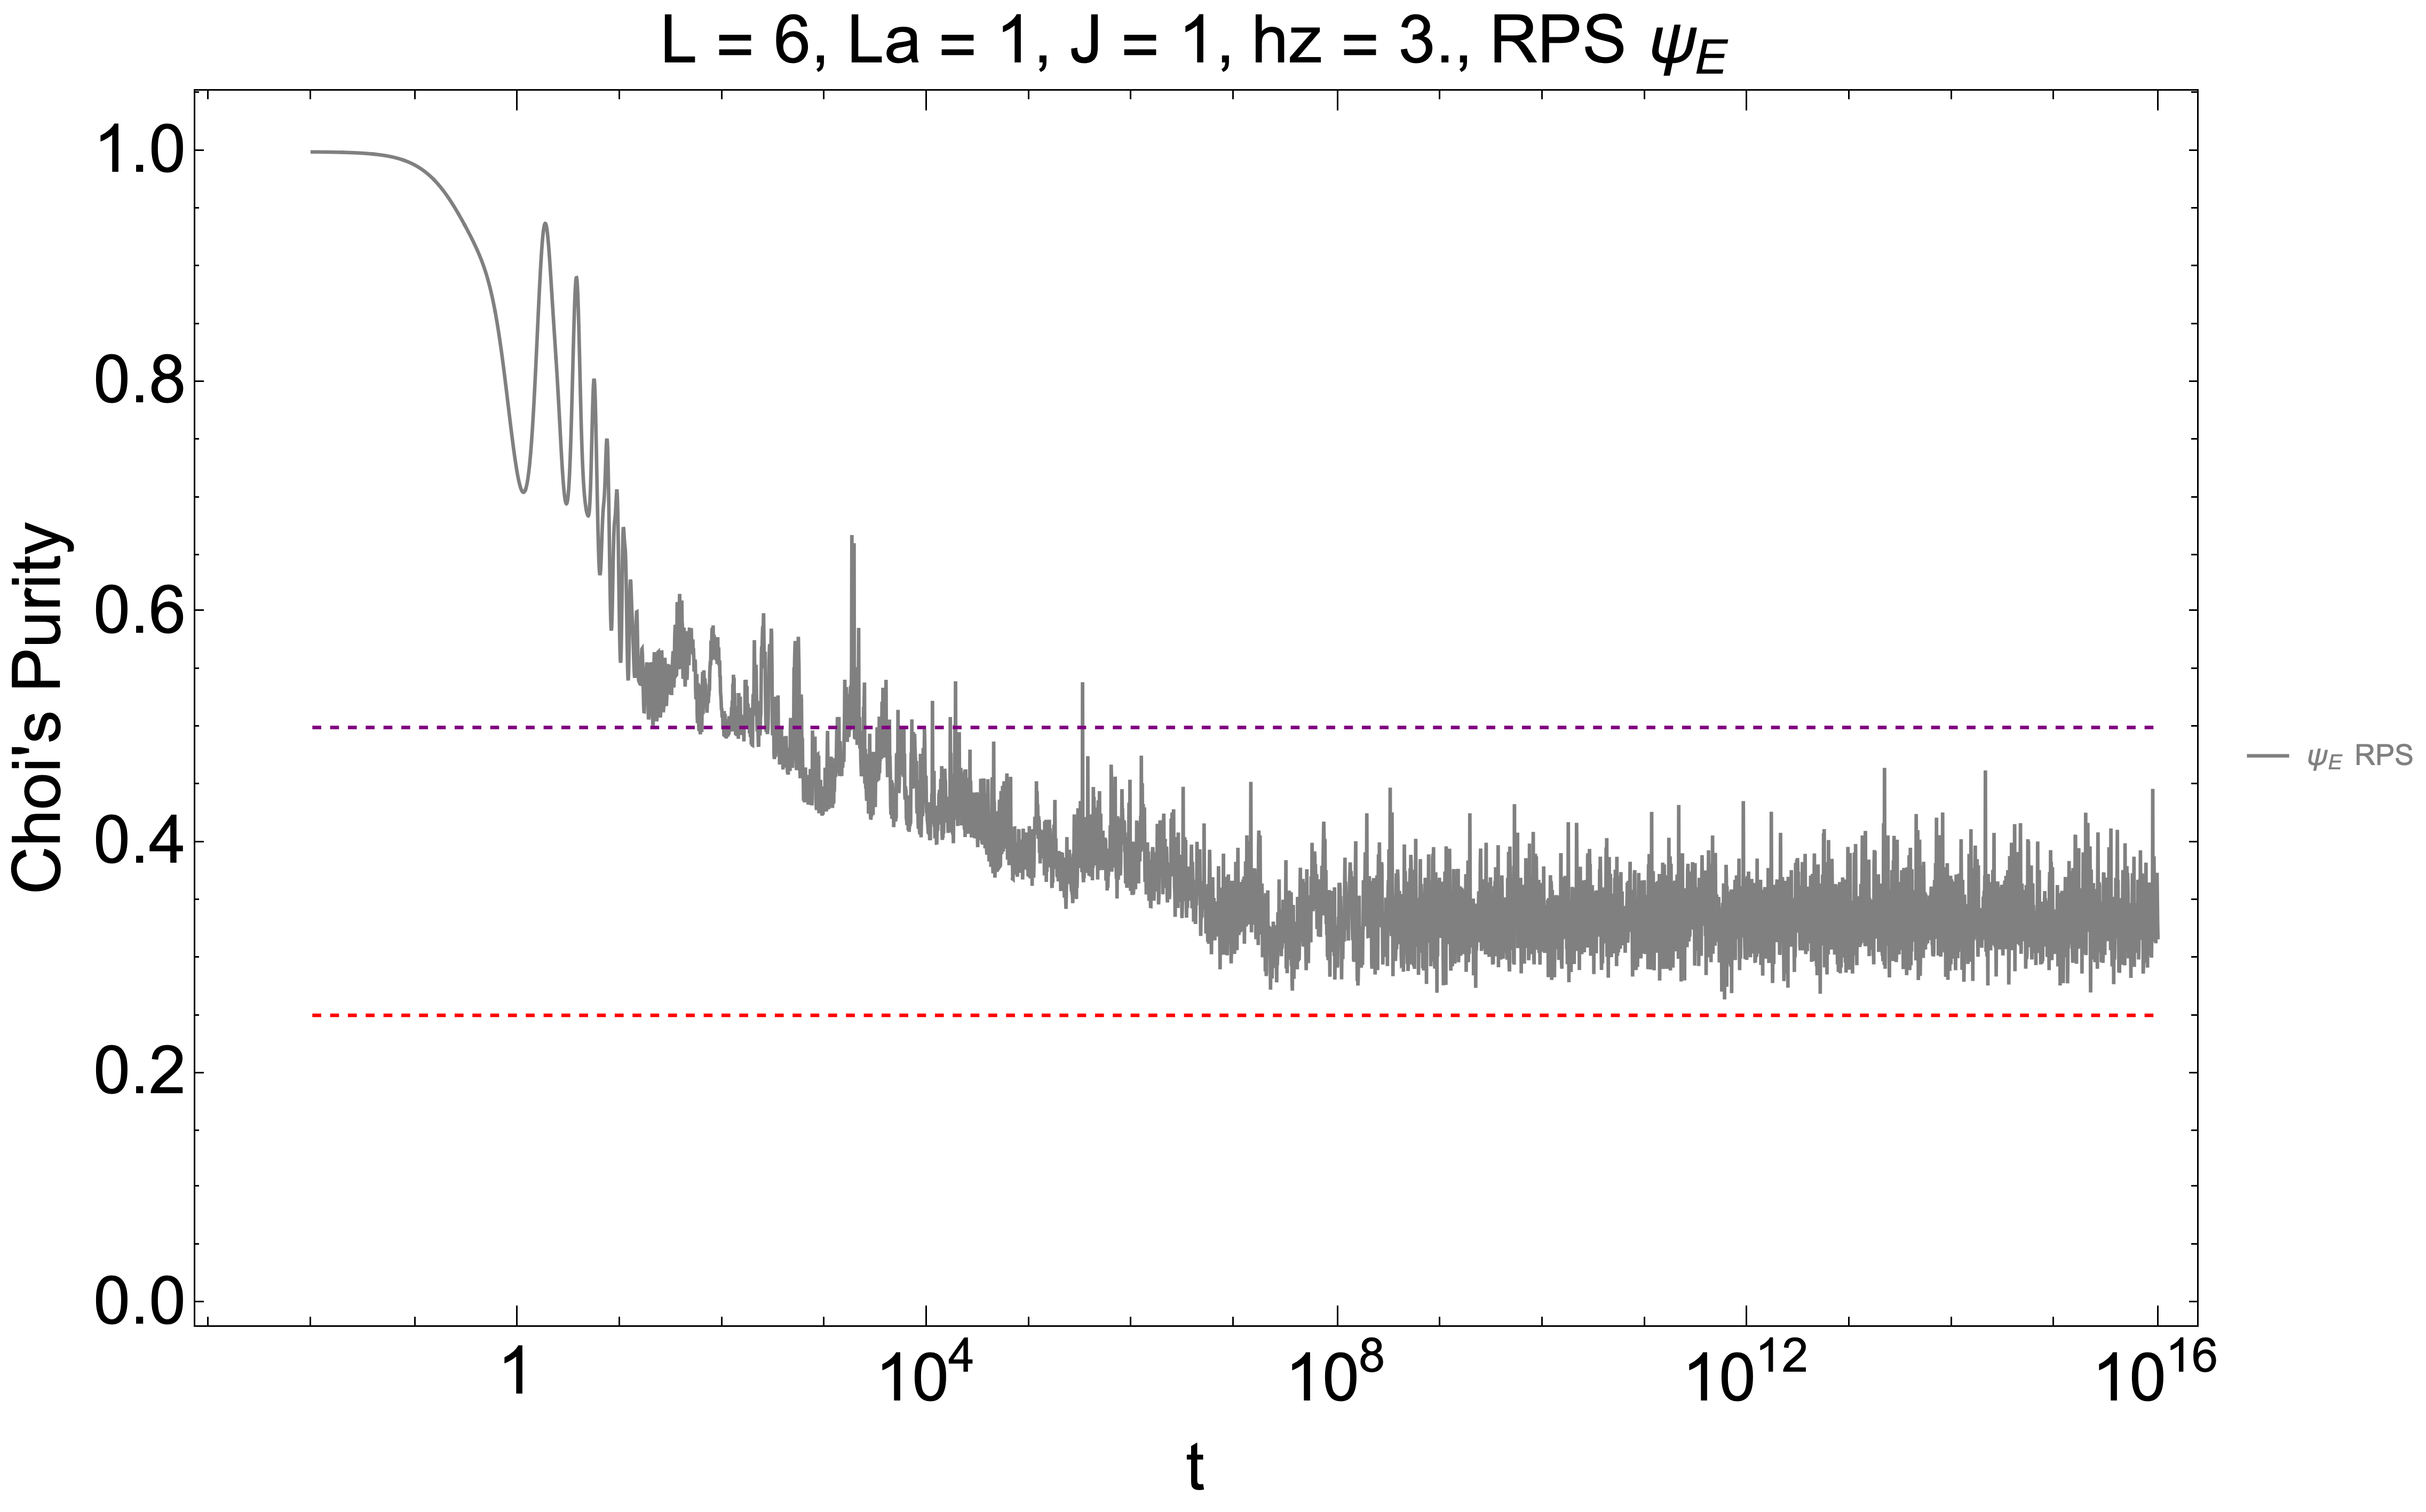 L = 6, La = 1, J = 1, hz = 3., RPS ψE
Choi's Purity
1.0
0.8
0.6
0.4
0.2
0.0
1
10^4
10^8
10^12
10^16
t
ψE RPS